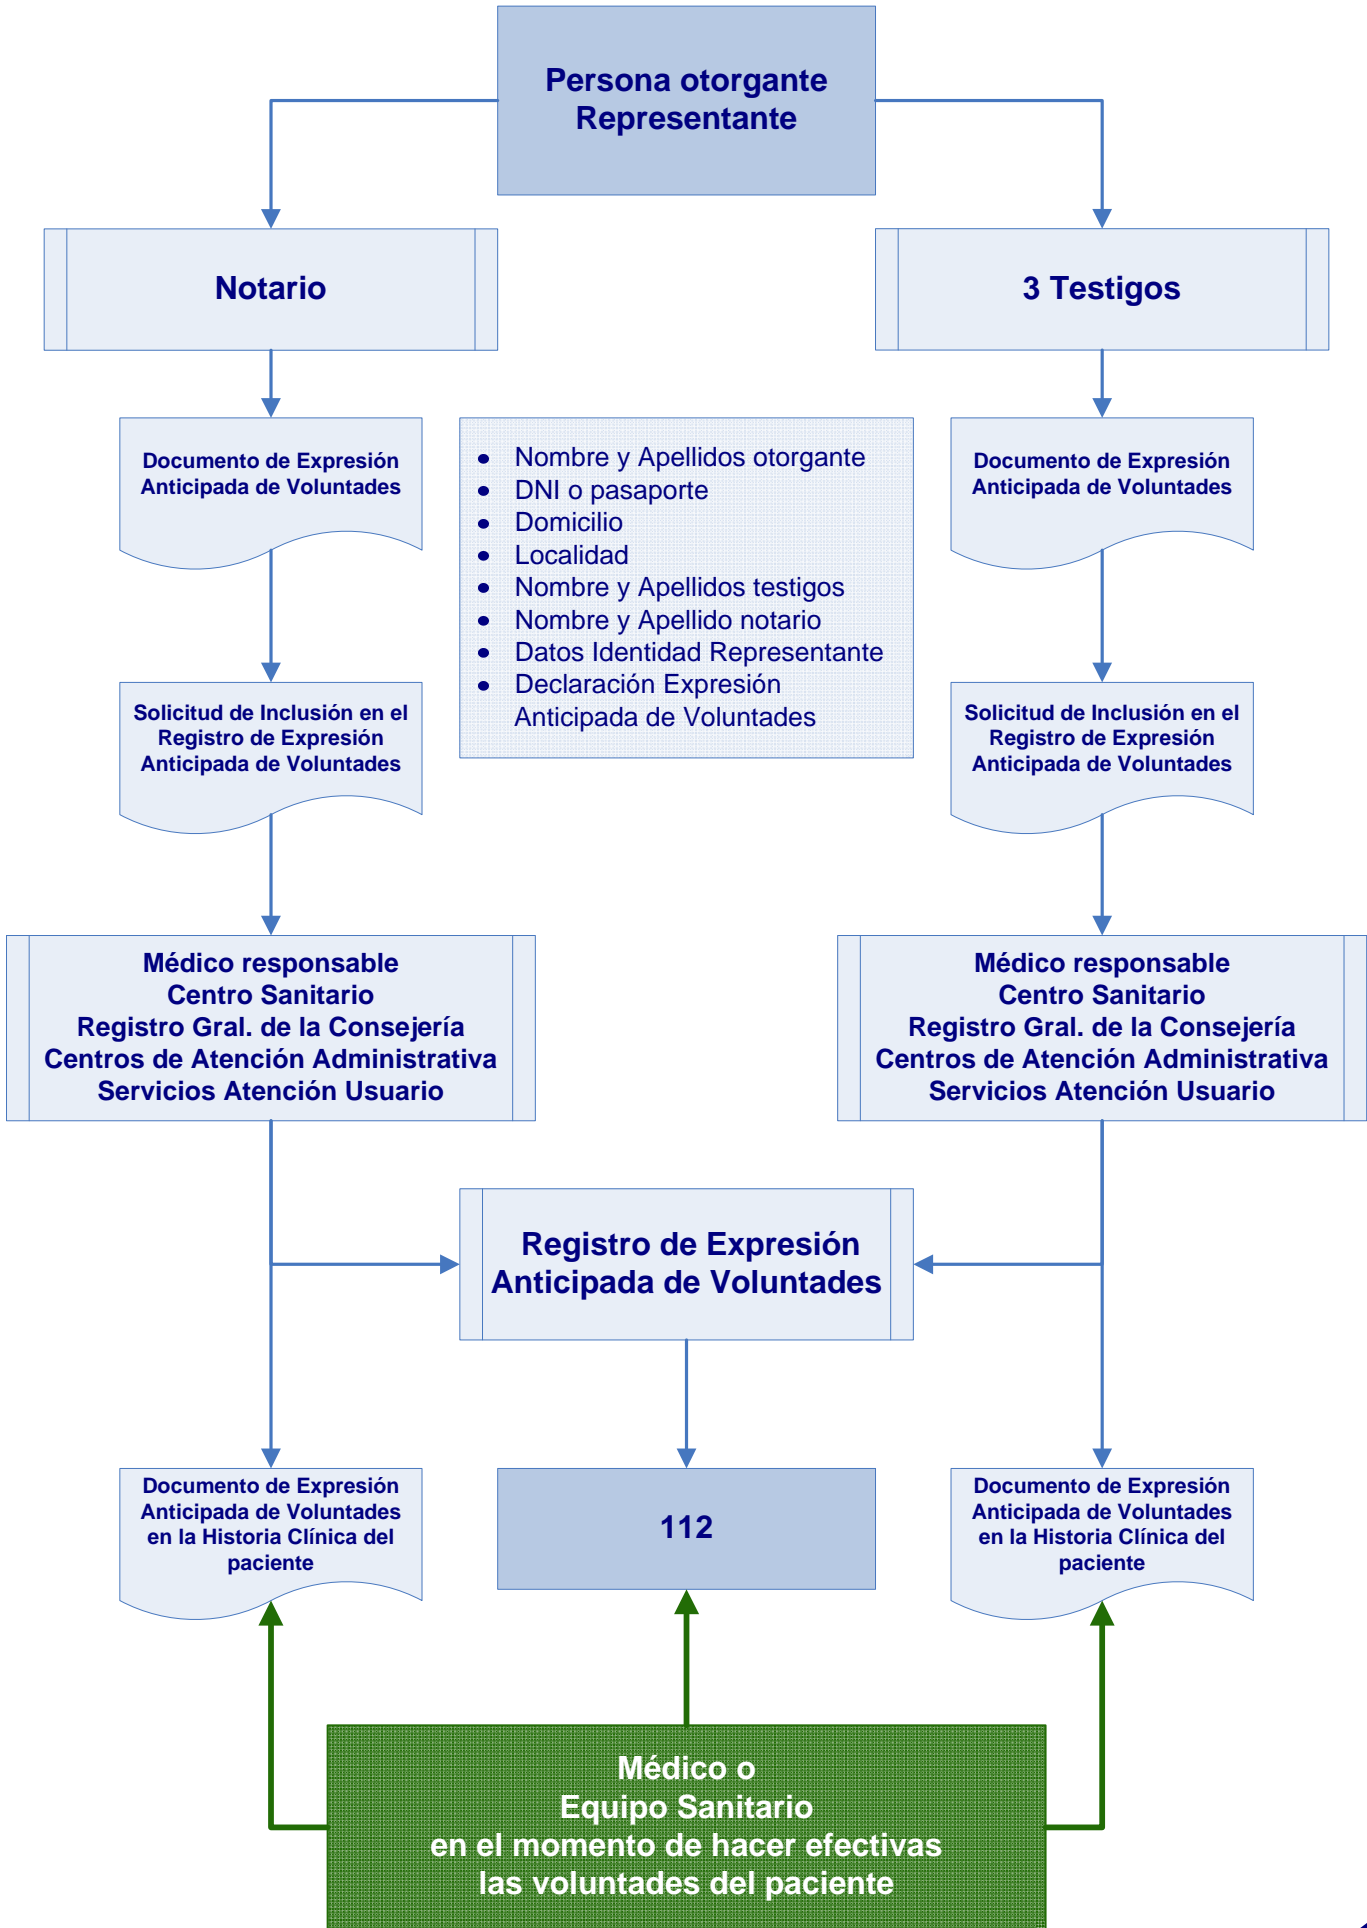 Persona otorgante
Representante
Notario
3 Testigos
Documento de Expresión
Anticipada de Voluntades
• Nombre y Apellidos otorgante
• DNI o pasaporte
• Domicilio
• Localidad
• Nombre y Apellidos testigos
• Nombre y Apellido notario
• Datos Identidad Representante
• Declaración Expresión
Anticipada de Voluntades
Documento de Expresión
Anticipada de Voluntades
Solicitud de Inclusión en el
Registro de Expresión
Anticipada de Voluntades
Solicitud de Inclusión en el
Registro de Expresión
Anticipada de Voluntades
Médico responsable
Centro Sanitario
Registro Gral. de la Consejería
Centros de Atención Administrativa
Servicios Atención Usuario
Médico responsable
Centro Sanitario
Registro Gral. de la Consejería
Centros de Atención Administrativa
Servicios Atención Usuario
Registro de Expresión
Anticipada de Voluntades
Documento de Expresión
Anticipada de Voluntades
en la Historia Clínica del
paciente
112
Documento de Expresión
Anticipada de Voluntades
en la Historia Clínica del
paciente
Médico o
Equipo Sanitario
en el momento de hacer efectivas
las voluntades del paciente